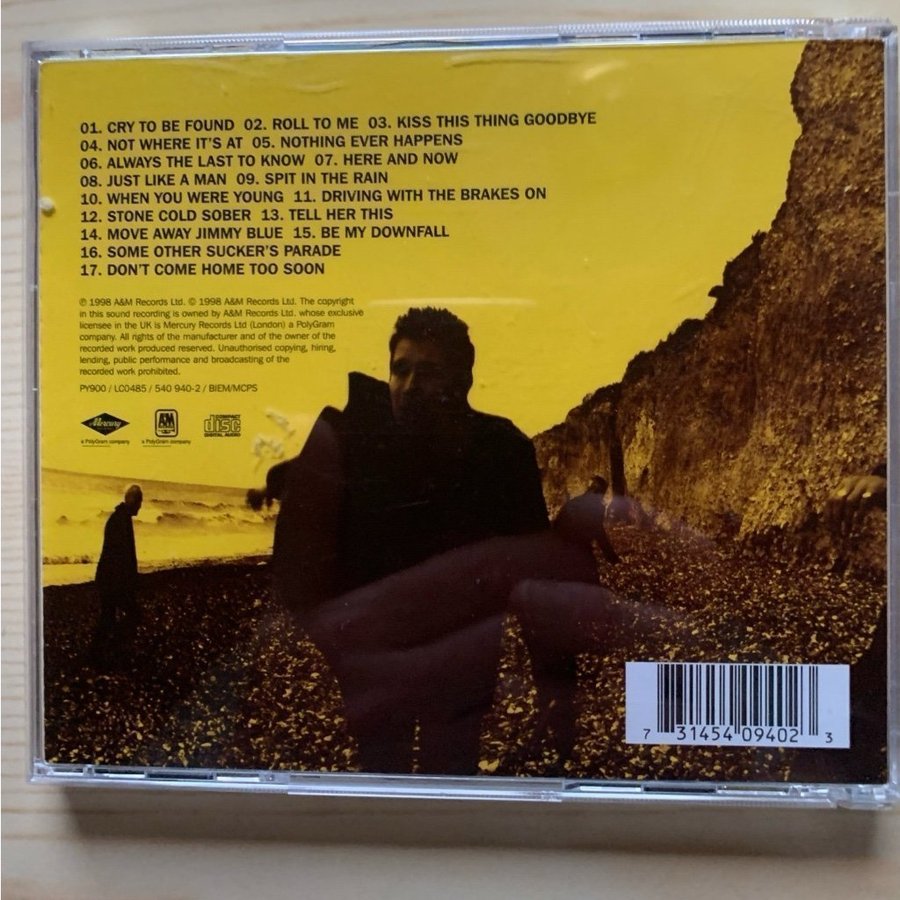 01. CRY TO BE FOUND 02. ROLL TO ME 03. KISS THIS THING GOODBYE
04. NOT WHERE IT'S AT 05. NOTHING EVER HAPPENS
06. ALWAYS THE LAST TO KNOW 07. HERE AND NOW
08. JUST LIKE A MAN 09. SPIT IN THE RAIN
10. WHEN YOU WERE YOUNG 11. DRIVING WITH THE BRAKES ON
12. STONE COLD SOBER 13. TELL HER THIS
14. MOVE AWAY JIMMY BLUE 15. BE MY DOWNFALL
16. SOME OTHER SUCKER'S PARADE
17. DON'T COME HOME TOO SOON
℗ 1998 A&M Records Ltd. © 1998 A&M Records Ltd. The copyright
in this sound recording is owned by A&M Records Ltd. whose exclusive
licensee in the UK is Mercury Records Ltd (London) a PolyGram
company. All rights of the manufacturer and of the owner of the
recorded work produced reserved. Unauthorised copying, hiring,
lending, public performance and broadcasting of the
recorded work prohibited.
PY900 / LC0485 / 540 940-2 / BIEM/MCPS
Mercury A&M COMPACT disc DIGITAL AUDIO
a PolyGram company a PolyGram company
7 31454 09402 3